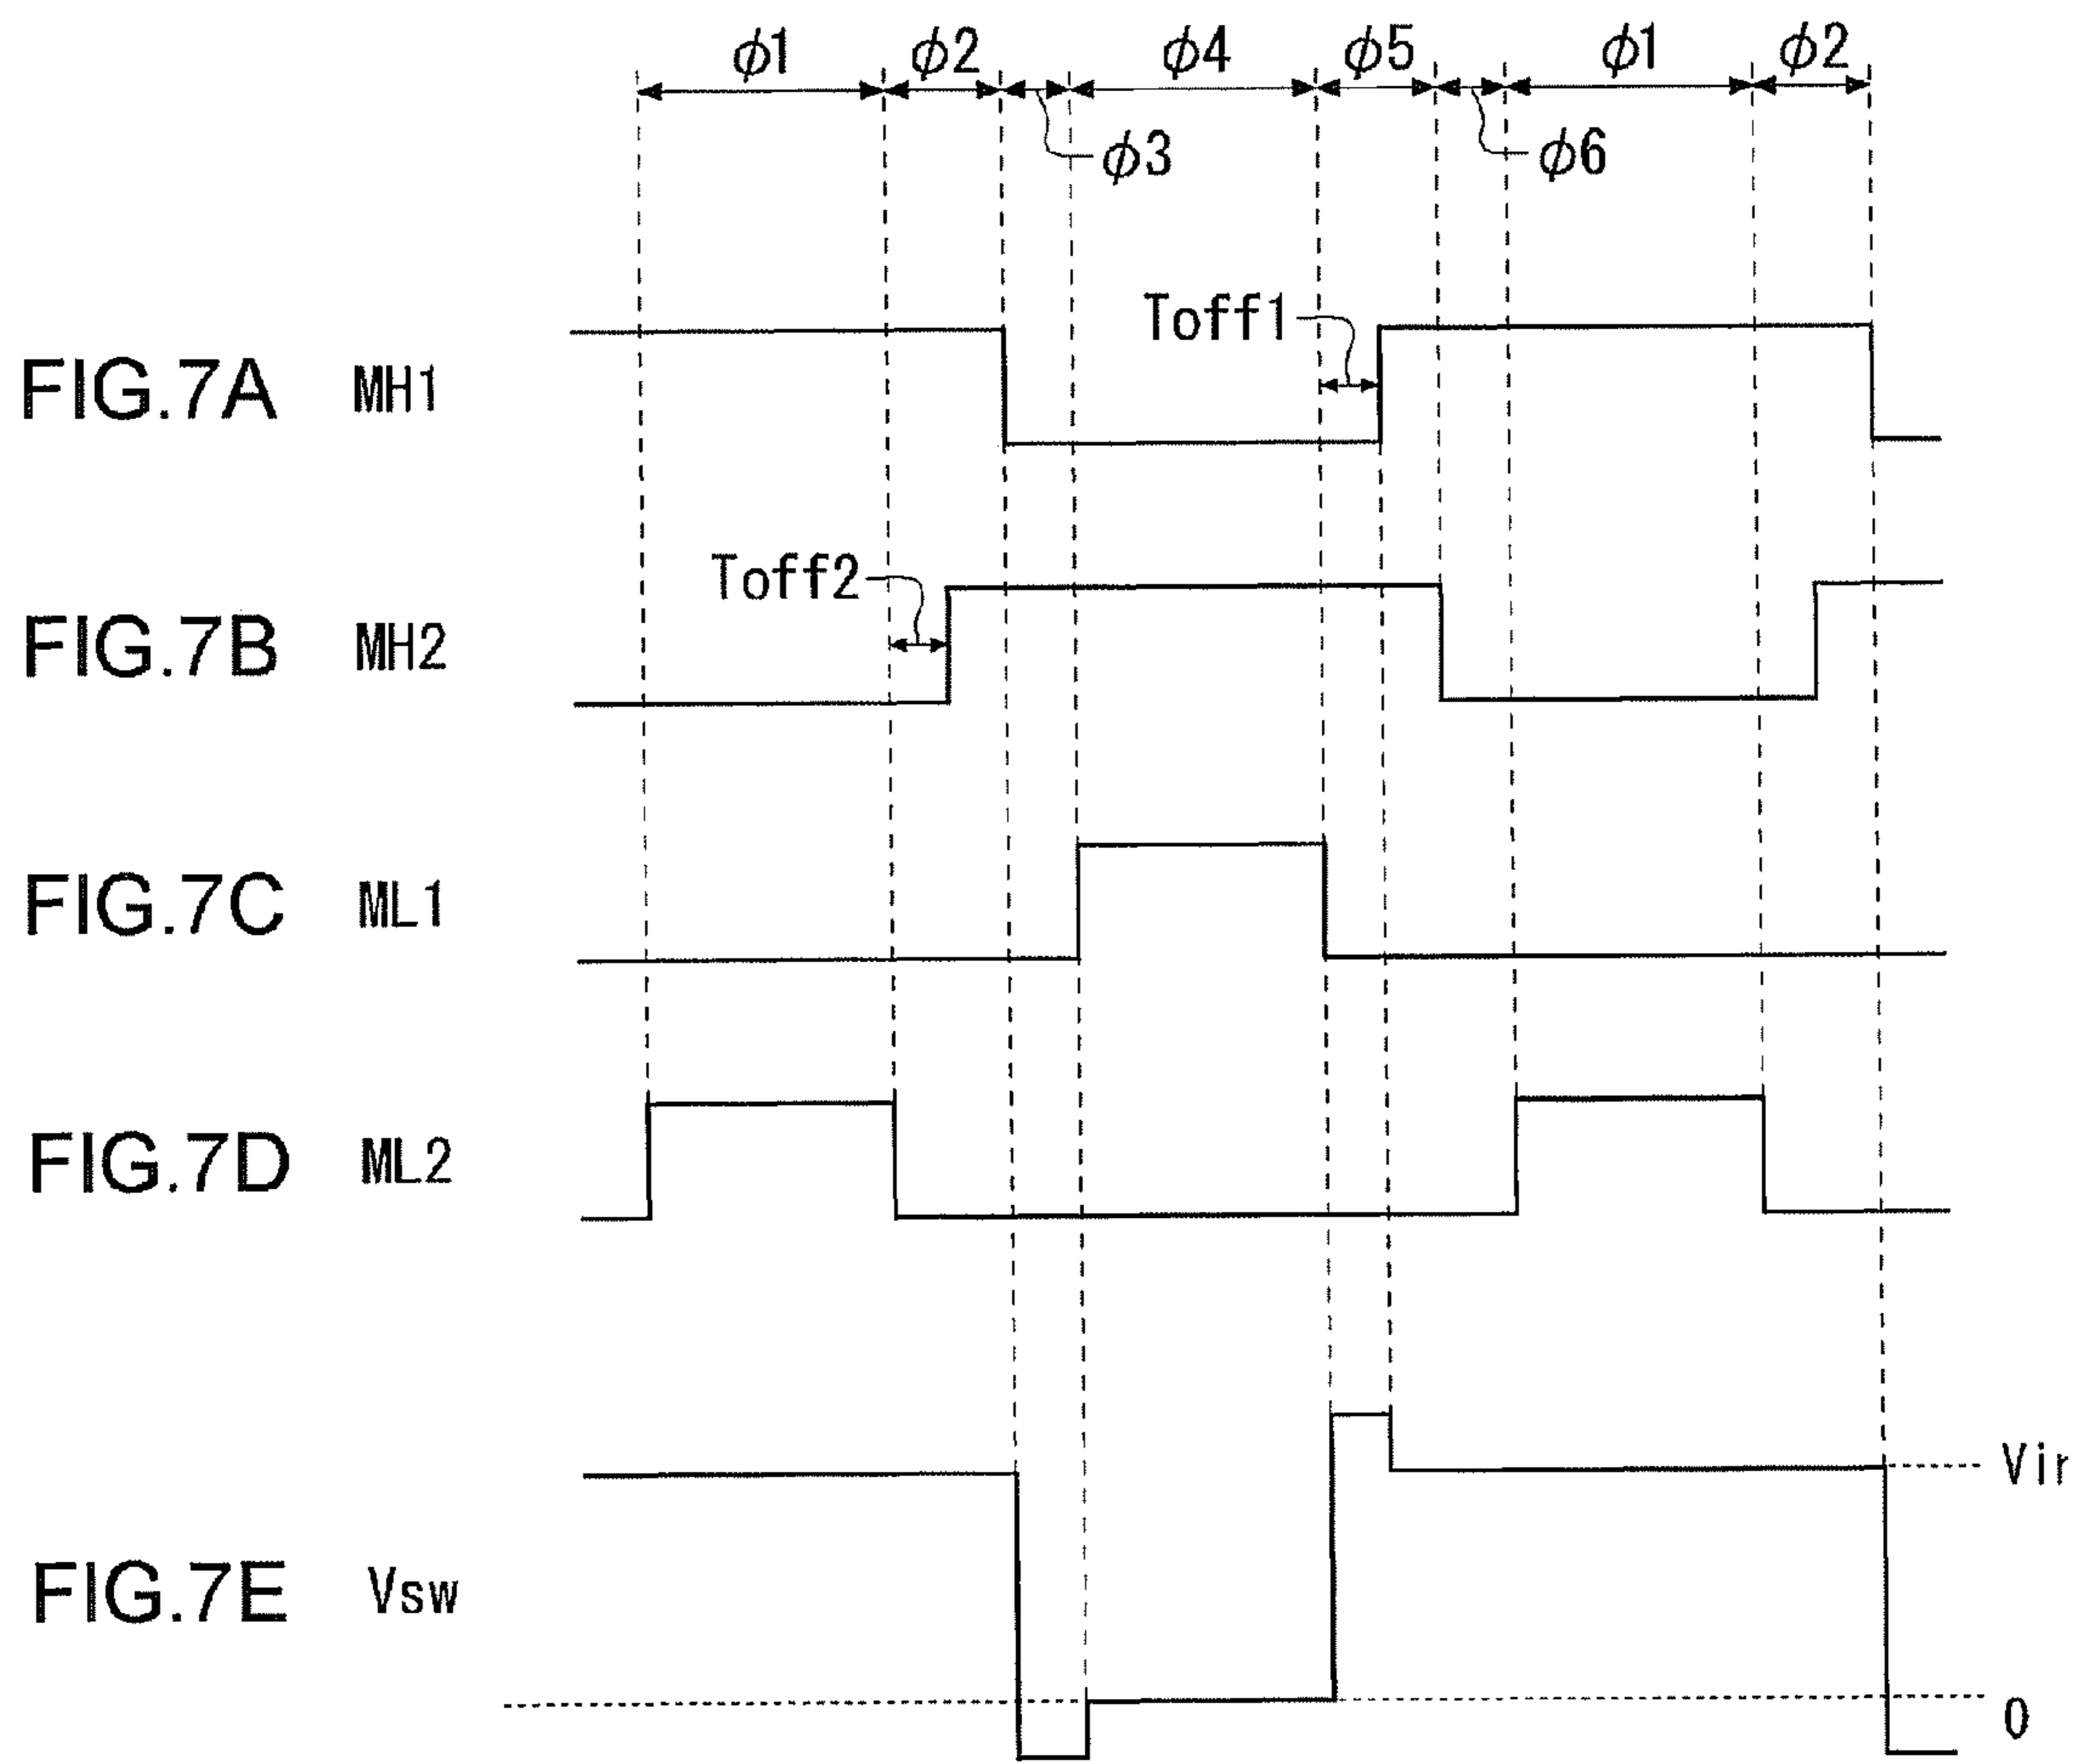 ϕ1 ϕ2 ϕ4 ϕ5 ϕ1 ϕ2
ϕ3 ϕ6
Toff1
FIG.7A MH1
Toff2
FIG.7B MH2
FIG.7C ML1
FIG.7D ML2
Vir
FIG.7E Vsw
0